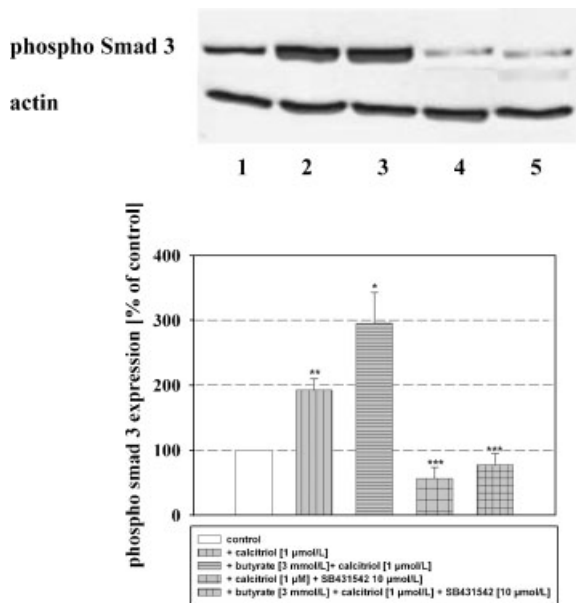 phospho Smad 3
actin
1 2 3 4 5
phospho smad 3 expression [% of control]
400
300
200
100
0
**
*
***
***
control
+ calcitriol [1 µmol/L]
+ butyrate [3 mmol/L]+ calcitriol [1 µmol/L]
+ calcitriol [1 µM] + SB431542 10 µmol/L]
+ butyrate [3 mmol/L] + calcitriol [1 µmol/L] + SB431542 [10 µmol/L]